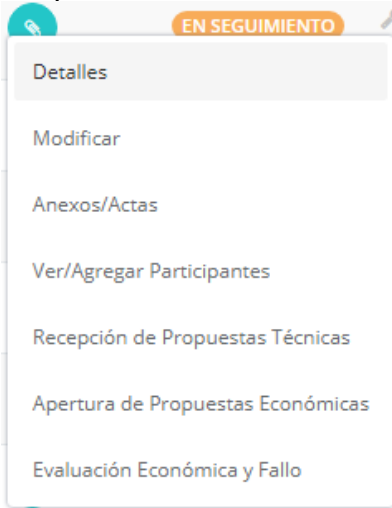 EN SEGUIMIENTO
Detalles
Modificar
Anexos/Actas
Ver/Agregar Participantes
Recepción de Propuestas Técnicas
Apertura de Propuestas Económicas
Evaluación Económica y Fallo